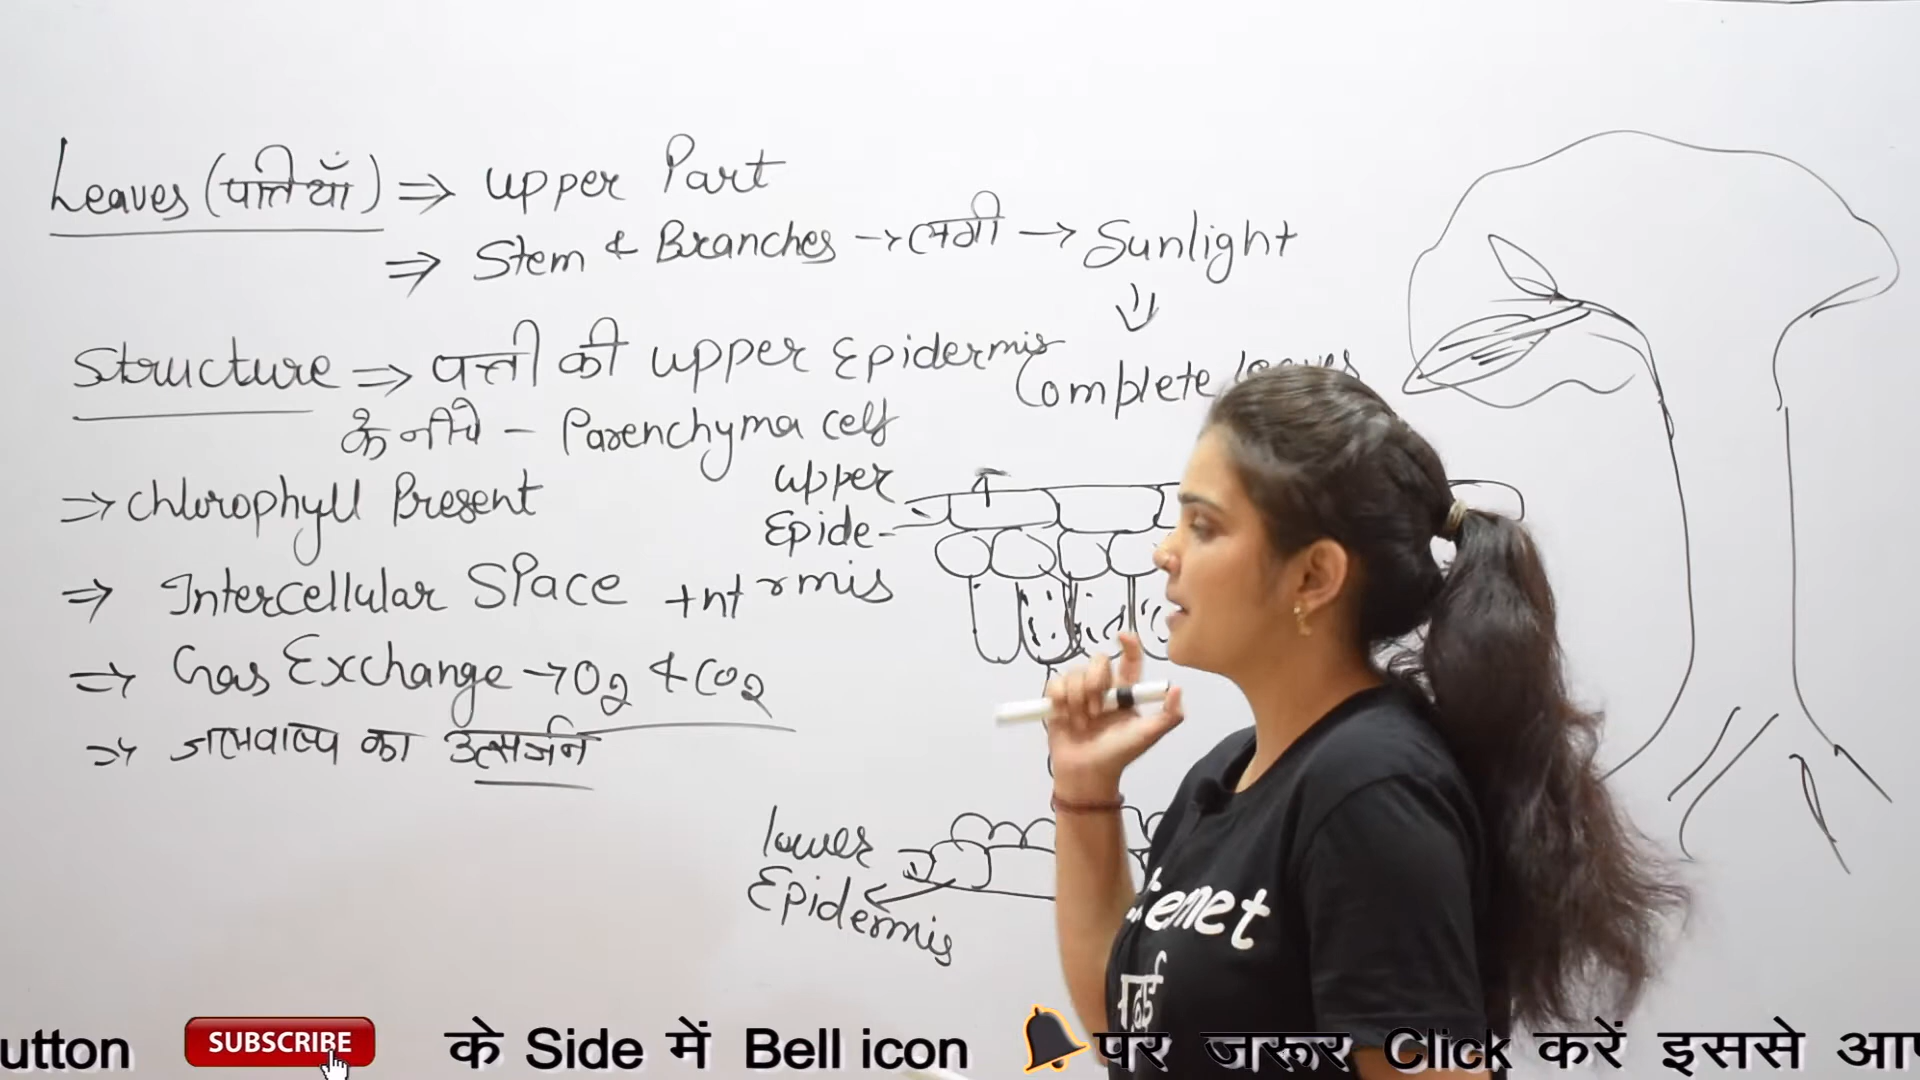 Leaves (पत्तियाँ) ⇒ upper Part
⇒ Stem & Branches → लगी → Sunlight
⇓
Complete leaves
Structure ⇒ पत्ती की upper Epidermis
के नीचे - Parenchyma cell
⇒ Chlorophyll Present
⇒ Intercellular Space +nt
⇒ Gas Exchange → O2 & CO2
⇒ जलवाष्प का उत्सर्जन
upper
Epide-
rmis
lower
Epidermis
utton SUBSCRIBE के Side में Bell icon पर जरूर Click करें इससे